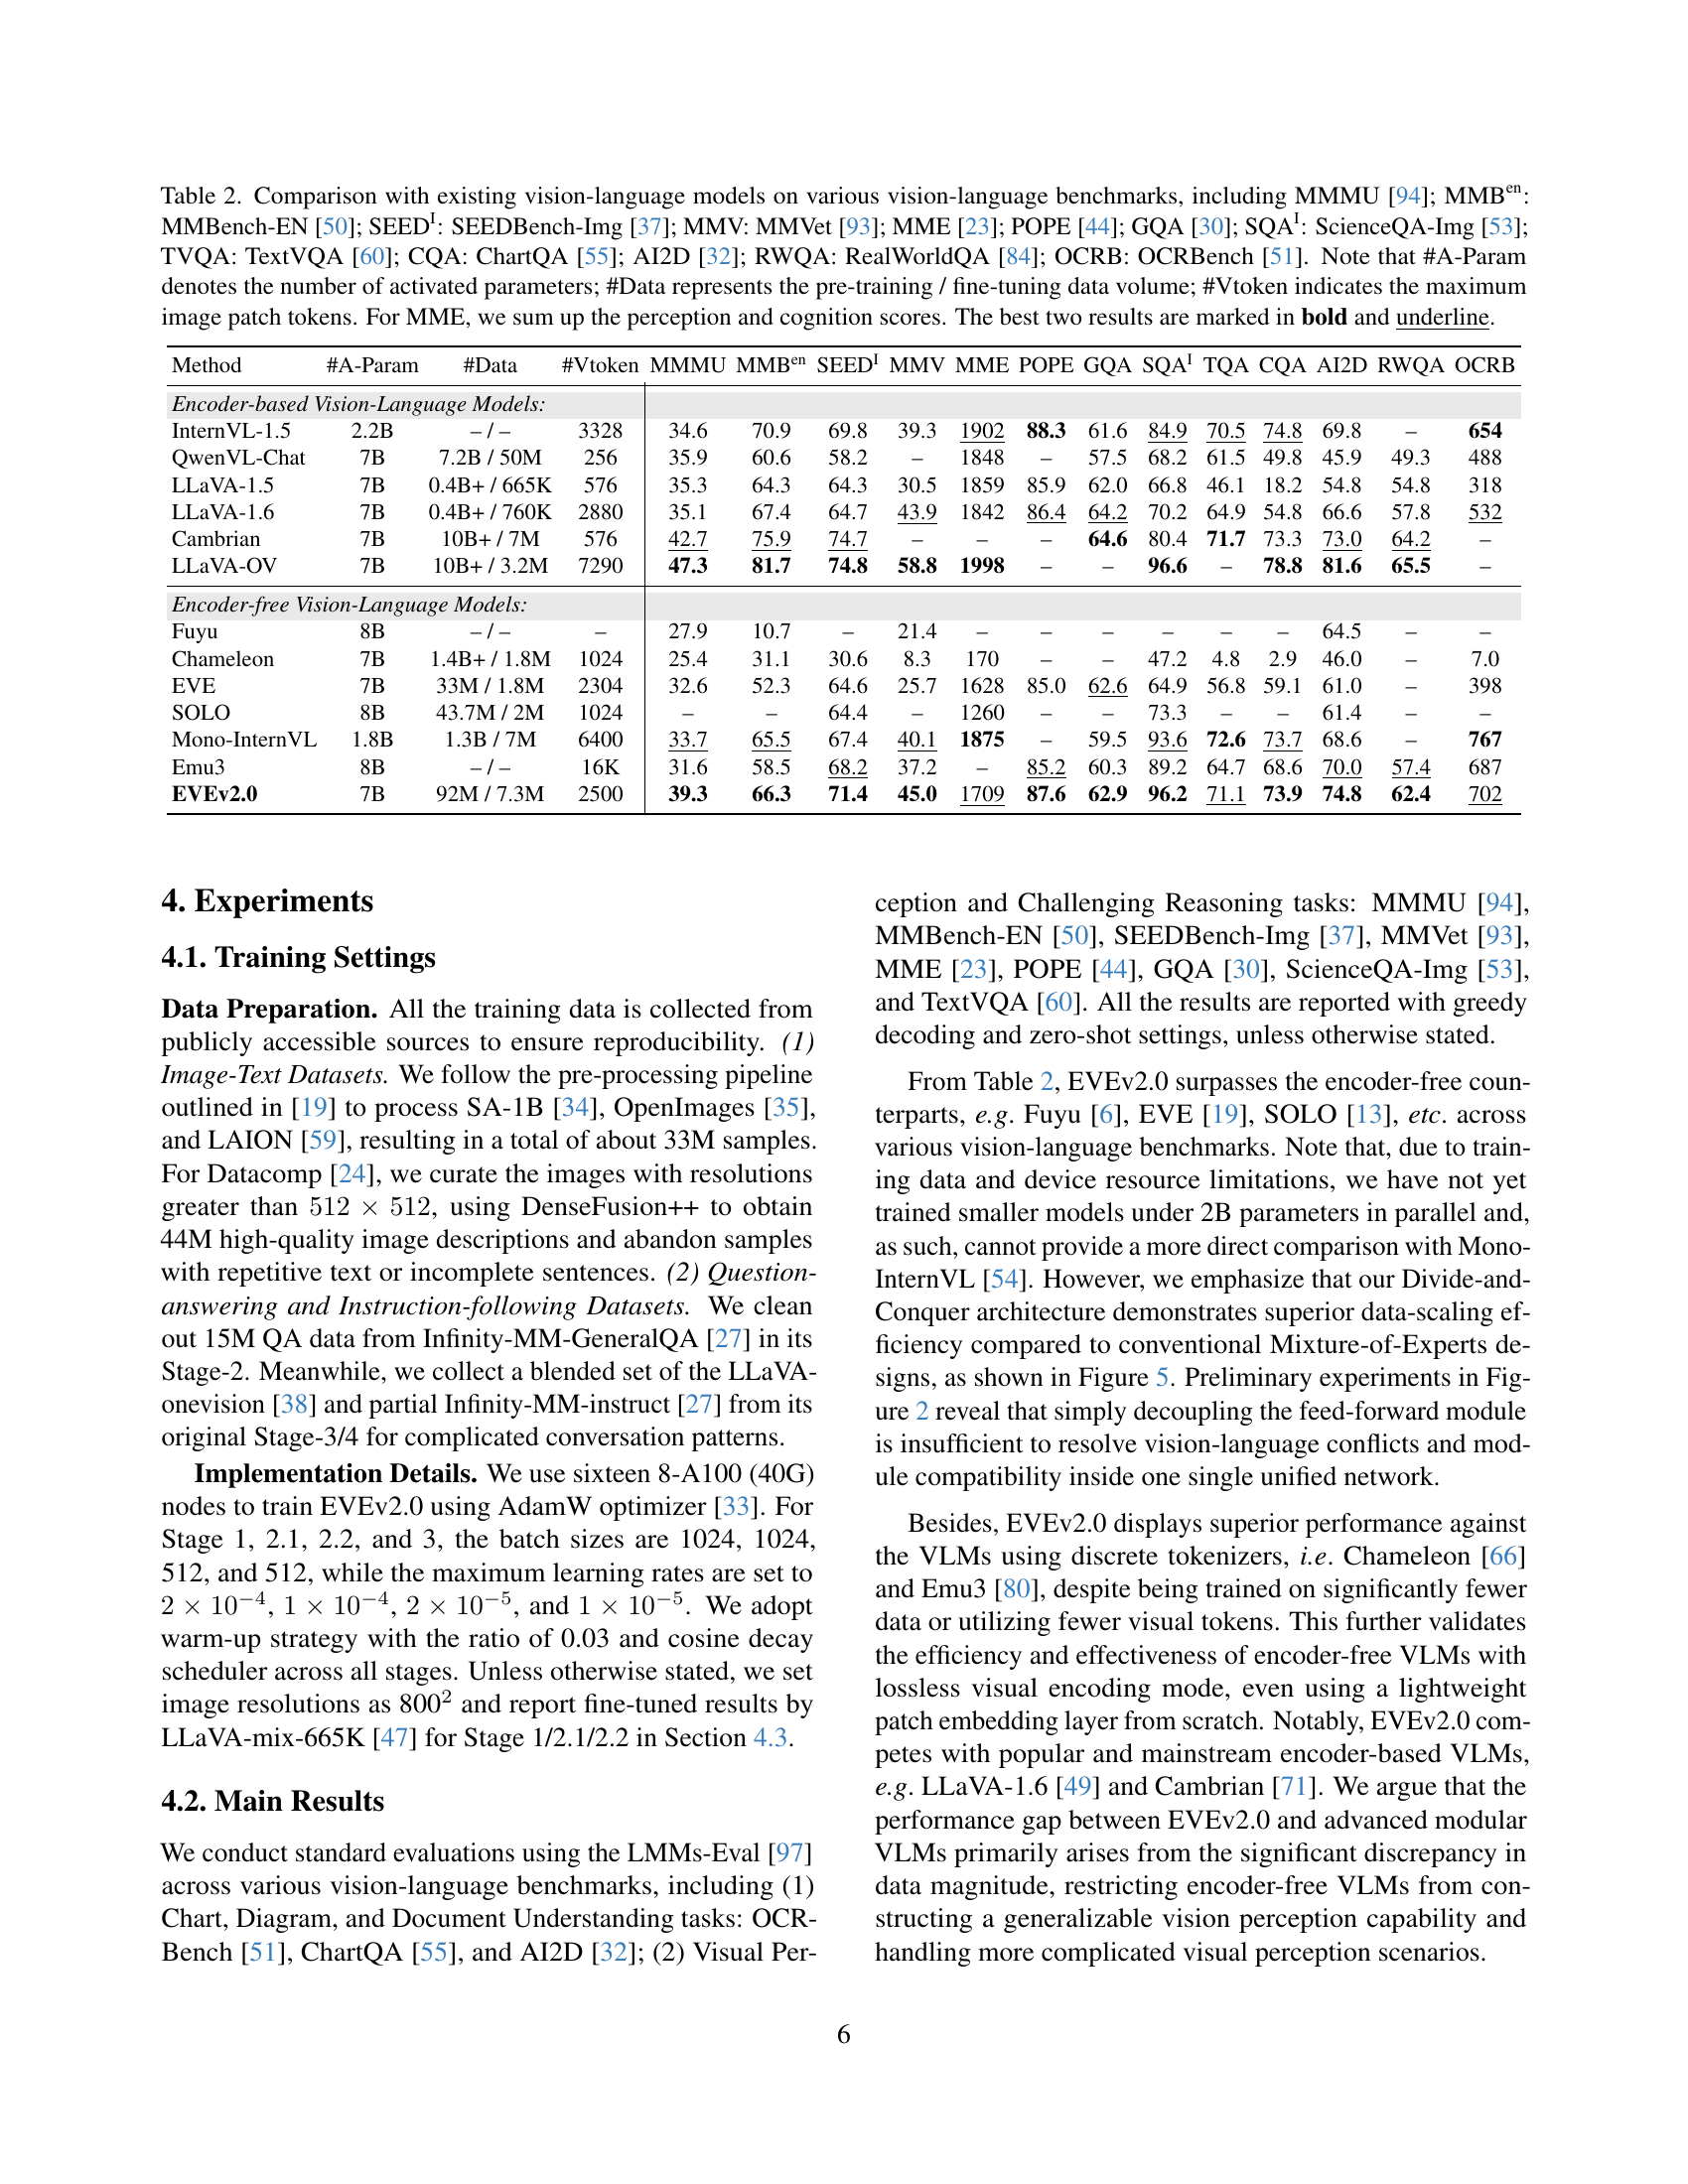 Table 2. Comparison with existing vision-language models on various vision-language benchmarks, including MMMU [94]; MMB^en:
MMBench-EN [50]; SEED^I: SEEDBench-Img [37]; MMV: MMVet [93]; MME [23]; POPE [44]; GQA [30]; SQA^I: ScienceQA-Img [53];
TVQA: TextVQA [60]; CQA: ChartQA [55]; AI2D [32]; RWQA: RealWorldQA [84]; OCRB: OCRBench [51]. Note that #A-Param
denotes the number of activated parameters; #Data represents the pre-training / fine-tuning data volume; #Vtoken indicates the maximum
image patch tokens. For MME, we sum up the perception and cognition scores. The best two results are marked in bold and underline.
Method #A-Param #Data #Vtoken MMMU MMB^en SEED^I MMV MME POPE GQA SQA^I TQA CQA AI2D RWQA OCRB
Encoder-based Vision-Language Models:
InternVL-1.5 2.2B – / – 3328 34.6 70.9 69.8 39.3 1902 88.3 61.6 84.9 70.5 74.8 69.8 – 654
QwenVL-Chat 7B 7.2B / 50M 256 35.9 60.6 58.2 – 1848 – 57.5 68.2 61.5 49.8 45.9 49.3 488
LLaVA-1.5 7B 0.4B+ / 665K 576 35.3 64.3 64.3 30.5 1859 85.9 62.0 66.8 46.1 18.2 54.8 54.8 318
LLaVA-1.6 7B 0.4B+ / 760K 2880 35.1 67.4 64.7 43.9 1842 86.4 64.2 70.2 64.9 54.8 66.6 57.8 532
Cambrian 7B 10B+ / 7M 576 42.7 75.9 74.7 – – – 64.6 80.4 71.7 73.3 73.0 64.2 –
LLaVA-OV 7B 10B+ / 3.2M 7290 47.3 81.7 74.8 58.8 1998 – – 96.6 – 78.8 81.6 65.5 –
Encoder-free Vision-Language Models:
Fuyu 8B – / – – 27.9 10.7 – 21.4 – – – – – – 64.5 – –
Chameleon 7B 1.4B+ / 1.8M 1024 25.4 31.1 30.6 8.3 170 – – 47.2 4.8 2.9 46.0 – 7.0
EVE 7B 33M / 1.8M 2304 32.6 52.3 64.6 25.7 1628 85.0 62.6 64.9 56.8 59.1 61.0 – 398
SOLO 8B 43.7M / 2M 1024 – – 64.4 – 1260 – – 73.3 – – 61.4 – –
Mono-InternVL 1.8B 1.3B / 7M 6400 33.7 65.5 67.4 40.1 1875 – 59.5 93.6 72.6 73.7 68.6 – 767
Emu3 8B – / – 16K 31.6 58.5 68.2 37.2 – 85.2 60.3 89.2 64.7 68.6 70.0 57.4 687
EVEv2.0 7B 92M / 7.3M 2500 39.3 66.3 71.4 45.0 1709 87.6 62.9 96.2 71.1 73.9 74.8 62.4 702
4. Experiments
4.1. Training Settings
Data Preparation. All the training data is collected from
publicly accessible sources to ensure reproducibility. (1)
Image-Text Datasets. We follow the pre-processing pipeline
outlined in [19] to process SA-1B [34], OpenImages [35],
and LAION [59], resulting in a total of about 33M samples.
For Datacomp [24], we curate the images with resolutions
greater than 512 × 512, using DenseFusion++ to obtain
44M high-quality image descriptions and abandon samples
with repetitive text or incomplete sentences. (2) Question-
answering and Instruction-following Datasets. We clean
out 15M QA data from Infinity-MM-GeneralQA [27] in its
Stage-2. Meanwhile, we collect a blended set of the LLaVA-
onevision [38] and partial Infinity-MM-instruct [27] from its
original Stage-3/4 for complicated conversation patterns.
Implementation Details. We use sixteen 8-A100 (40G)
nodes to train EVEv2.0 using AdamW optimizer [33]. For
Stage 1, 2.1, 2.2, and 3, the batch sizes are 1024, 1024,
512, and 512, while the maximum learning rates are set to
2 × 10⁻⁴, 1 × 10⁻⁴, 2 × 10⁻⁵, and 1 × 10⁻⁵. We adopt
warm-up strategy with the ratio of 0.03 and cosine decay
scheduler across all stages. Unless otherwise stated, we set
image resolutions as 800² and report fine-tuned results by
LLaVA-mix-665K [47] for Stage 1/2.1/2.2 in Section 4.3.
4.2. Main Results
We conduct standard evaluations using the LMMs-Eval [97]
across various vision-language benchmarks, including (1)
Chart, Diagram, and Document Understanding tasks: OCR-
Bench [51], ChartQA [55], and AI2D [32]; (2) Visual Per-
ception and Challenging Reasoning tasks: MMMU [94],
MMBench-EN [50], SEEDBench-Img [37], MMVet [93],
MME [23], POPE [44], GQA [30], ScienceQA-Img [53],
and TextVQA [60]. All the results are reported with greedy
decoding and zero-shot settings, unless otherwise stated.
From Table 2, EVEv2.0 surpasses the encoder-free coun-
terparts, e.g. Fuyu [6], EVE [19], SOLO [13], etc. across
various vision-language benchmarks. Note that, due to train-
ing data and device resource limitations, we have not yet
trained smaller models under 2B parameters in parallel and,
as such, cannot provide a more direct comparison with Mono-
InternVL [54]. However, we emphasize that our Divide-and-
Conquer architecture demonstrates superior data-scaling ef-
ficiency compared to conventional Mixture-of-Experts de-
signs, as shown in Figure 5. Preliminary experiments in Fig-
ure 2 reveal that simply decoupling the feed-forward module
is insufficient to resolve vision-language conflicts and mod-
ule compatibility inside one single unified network.
Besides, EVEv2.0 displays superior performance against
the VLMs using discrete tokenizers, i.e. Chameleon [66]
and Emu3 [80], despite being trained on significantly fewer
data or utilizing fewer visual tokens. This further validates
the efficiency and effectiveness of encoder-free VLMs with
lossless visual encoding mode, even using a lightweight
patch embedding layer from scratch. Notably, EVEv2.0 com-
petes with popular and mainstream encoder-based VLMs,
e.g. LLaVA-1.6 [49] and Cambrian [71]. We argue that the
performance gap between EVEv2.0 and advanced modular
VLMs primarily arises from the significant discrepancy in
data magnitude, restricting encoder-free VLMs from con-
structing a generalizable vision perception capability and
handling more complicated visual perception scenarios.
6